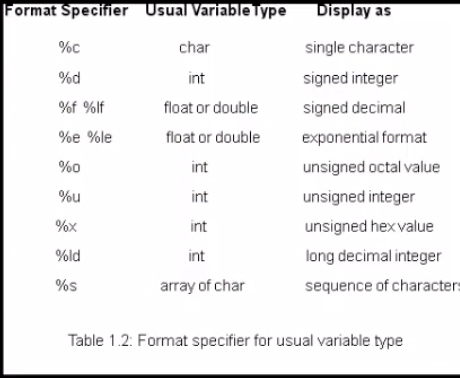 Format Specifier Usual Variable Type Display as
%c char single character
%d int signed integer
%f %lf float or double signed decimal
%e %le float or double exponential format
%o int unsigned octal value
%u int unsigned integer
%x int unsigned hex value
%ld int long decimal integer
%s array of char sequence of characters
Table 1.2: Format specifier for usual variable type